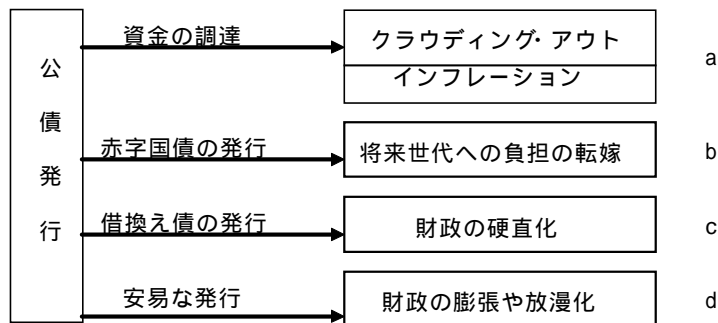 公債発行
資金の調達
クラウディング・アウト
インフレーション
a
赤字国債の発行
将来世代への負担の転嫁
b
借換え債の発行
財政の硬直化
c
安易な発行
財政の膨張や放漫化
d